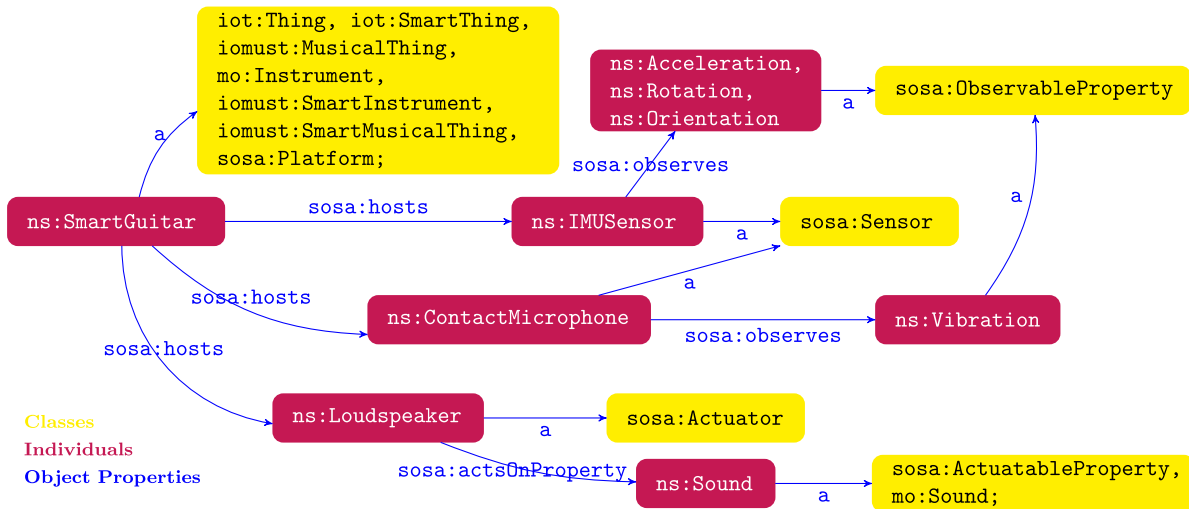 iot:Thing, iot:SmartThing,
iomust:MusicalThing,
mo:Instrument,
iomust:SmartInstrument,
iomust:SmartMusicalThing,
sosa:Platform;
ns:Acceleration,
ns:Rotation,
ns:Orientation
a
sosa:ObservableProperty
a
sosa:observes
ns:SmartGuitar
sosa:hosts
ns:IMUSensor
a
sosa:Sensor
a
sosa:hosts
ns:ContactMicrophone
a
sosa:observes
ns:Vibration
sosa:hosts
ns:Loudspeaker
a
sosa:Actuator
sosa:actsOnProperty
ns:Sound
a
sosa:ActuatableProperty,
mo:Sound;
Classes
Individuals
Object Properties